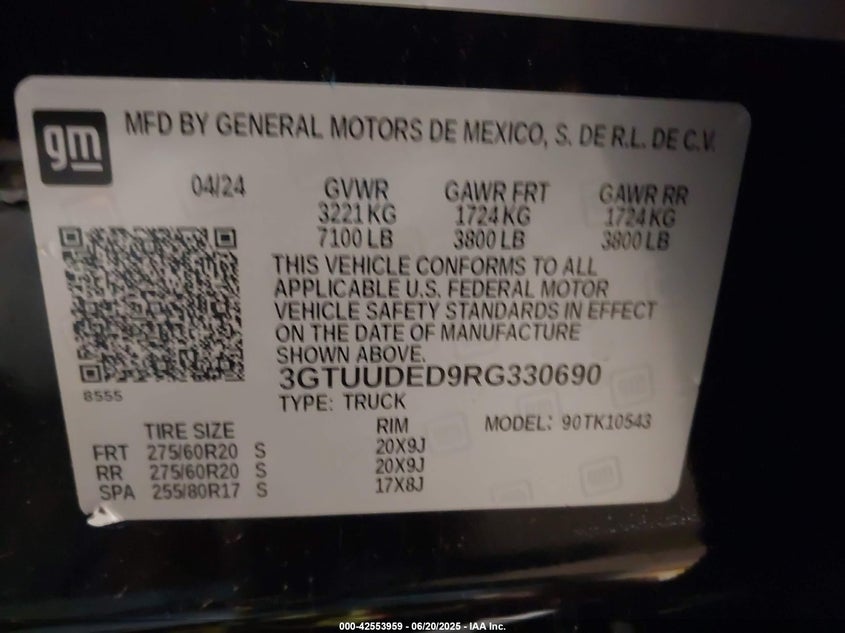 gm
MFD BY GENERAL MOTORS DE MEXICO, S. DE R.L. DE C.V.
04/24 GVWR GAWR FRT GAWR RR
3221 KG 1724 KG 1724 KG
7100 LB 3800 LB 3800 LB
THIS VEHICLE CONFORMS TO ALL
APPLICABLE U.S. FEDERAL MOTOR
VEHICLE SAFETY STANDARDS IN EFFECT
ON THE DATE OF MANUFACTURE
SHOWN ABOVE.
3GTUUDED9RG330690
8555
TYPE: TRUCK
TIRE SIZE RIM MODEL: 90TK10543
FRT 275/60R20 S 20X9J
RR 275/60R20 S 20X9J
SPA 255/80R17 S 17X8J
000-42553959 - 06/20/2025 - IAA Inc.